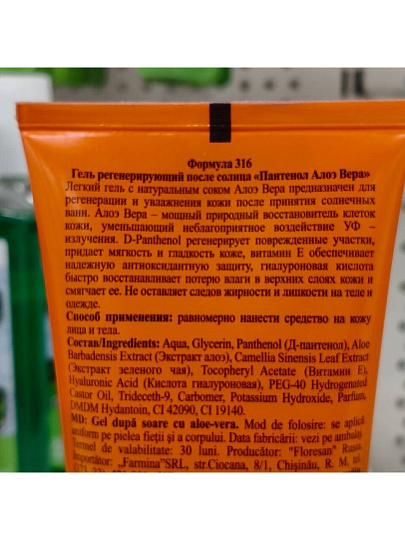 Формула 316
Гель регенерирующий после солнца «Пантенол Алоэ Вера»
Легкий гель с натуральным соком Алоэ Вера предназначен для
регенерации и увлажнения кожи после принятия солнечных
ванн. Алоэ Вера – мощный природный восстановитель клеток
кожи, уменьшающий неблагоприятное воздействие УФ –
излучения. D-Panthenol регенерирует поврежденные участки,
придает мягкость и гладкость коже, витамин Е обеспечивает
надежную антиоксидантную защиту, гиалуроновая кислота
быстро восстанавливает потерю влаги в верхних слоях кожи и
смягчает ее. Не оставляет следов жирности и липкости на теле и
одежде.
Способ применения: равномерно нанести средство на кожу
лица и тела.
Состав/Ingredients: Aqua, Glycerin, Panthenol (Д-пантенол), Aloe
Barbadensis Extract (Экстракт алоэ), Camellia Sinensis Leaf Extract
(Экстракт зеленого чая), Tocopheryl Acetate (Витамин Е),
Hyaluronic Acid (Кислота гиалуроновая), PEG-40 Hydrogenated
Castor Oil, Trideceth-9, Carbomer, Potassium Hydroxide, Parfum,
DMDM Hydantoin, CI 42090, CI 19140.
MD: Gel după soare cu aloe-vera. Mod de folosire: se aplică
uniform pe pielea fieții și a corpului. Data fabricării: vezi pe ambalaj.
Termel de valabilitate: 30 luni. Producător: "Floresan" Rusia.
Importător: „Farmina"SRL, str.Ciocana, 8/1, Chișinău, R. M. tel.